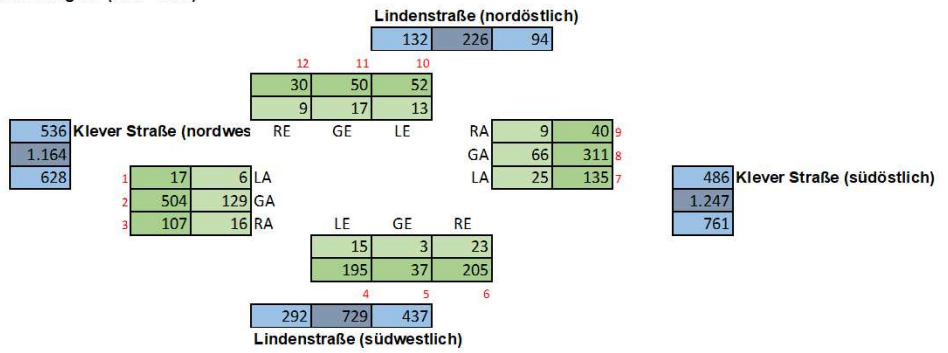 Lindenstraße (nordöstlich)
132 226 94
12 11 10
30 50 52
9 17 13
RE GE LE
536 Klever Straße (nordwes
1.164
628
RA 9 40 9
GA 66 311 8
LA 25 135 7
1 17 6 LA
2 504 129 GA
3 107 16 RA
486 Klever Straße (südöstlich)
1.247
761
LE GE RE
15 3 23
195 37 205
4 5 6
292 729 437
Lindenstraße (südwestlich)